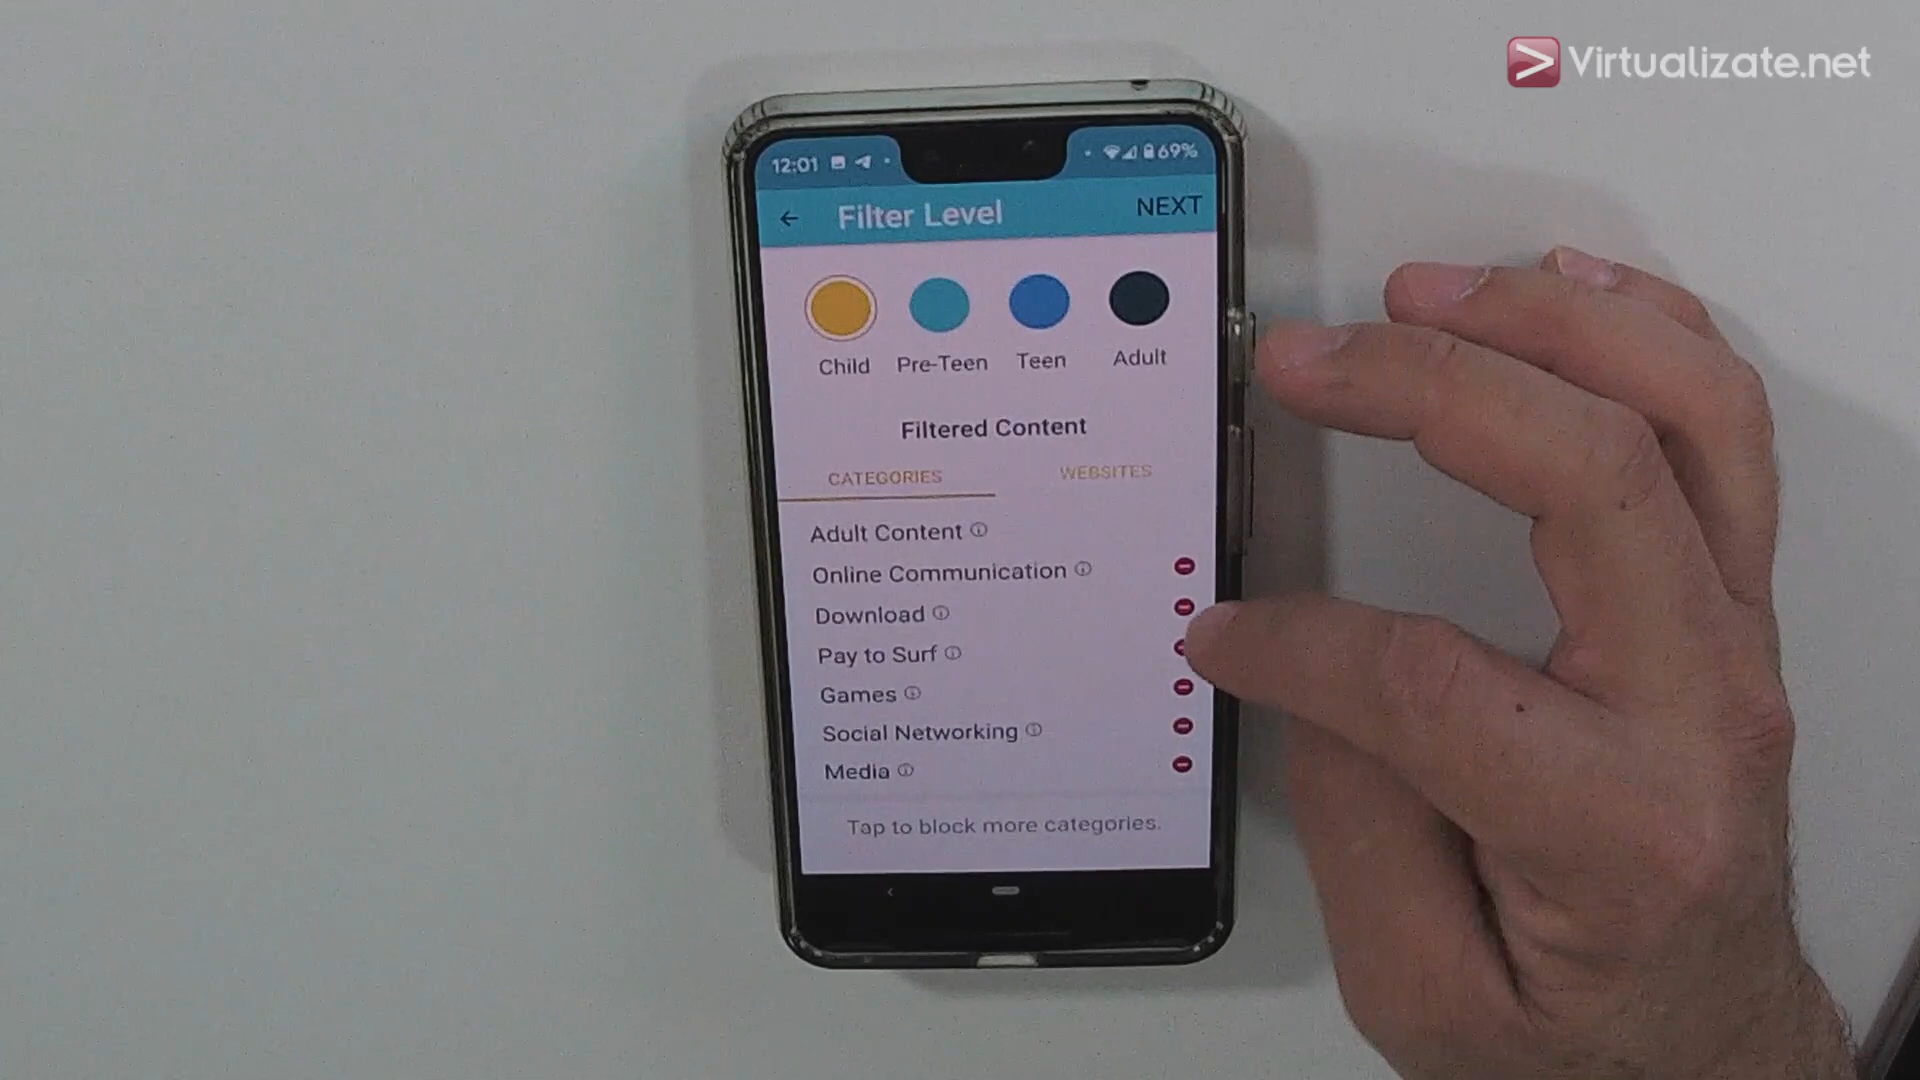 Virtualizate.net
12:01
69%
Filter Level
NEXT
Child
Pre-Teen
Teen
Adult
Filtered Content
CATEGORIES
WEBSITES
Adult Content
Online Communication
Download
Pay to Surf
Games
Social Networking
Media
Tap to block more categories.